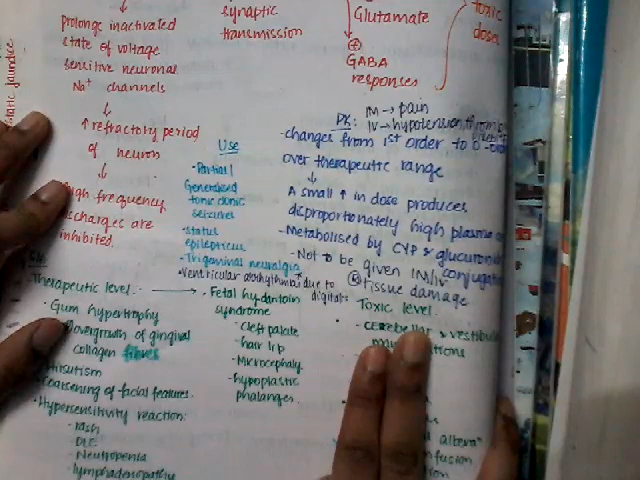 prolonge inactivated
state of voltage
sensitive neuronal
Na+ channels
↓
↑ refractory period
of neuron
↓
high frequency
discharges are
inhibited.
synaptic
transmission
Glutamate
⊕
GABA
responses
toxic
doses
Use
- Partial
Generalised
tonic clonic
seizures
- status
epilepticus
- Trigeminal neuralgia
- Ventricular arrhythmia due to
digitalis
PK: IM → pain
IV → hypotension
- changes from 1st order to 0
over therapeutic range
↓
A small ↑ in dose produces
disproportionately high plasma
- Metabolised by CYP &
conjugation
- Not to be given IM/IV
tissue damage
- Therapeutic level. →
- Gum hypertrophy
overgrowth of gingival
collagen fibres
- Hirsutism
- Coarsening of facial features.
- Hypersensitivity reaction:
- rash
- DLE
- Neutropenia
- lymphadenopathy
- Fetal hydantoin
syndrome
- cleft palate
- hair lip
- Microcephaly
- hypoplastic
phalanges
Toxic level.
- cerebellar &